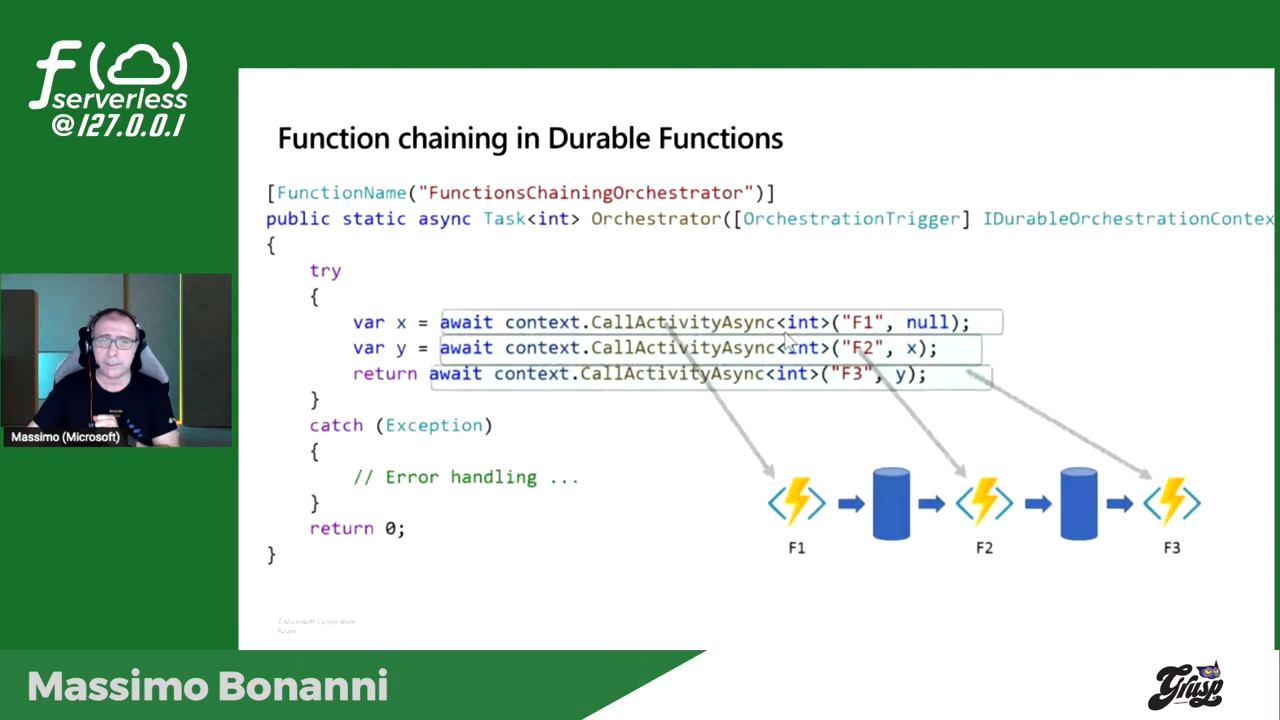 f()
serverless
@127.0.0.1
Function chaining in Durable Functions
[FunctionName("FunctionsChainingOrchestrator")]
public static async Task<int> Orchestrator([OrchestrationTrigger] IDurableOrchestrationContex
{
try
{
var x = await context.CallActivityAsync<int>("F1", null);
var y = await context.CallActivityAsync<int>("F2", x);
return await context.CallActivityAsync<int>("F3", y);
}
catch (Exception)
{
// Error handling ...
}
return 0;
}
F1
F2
F3
© Microsoft Corporation
Azure
Massimo (Microsoft)
Massimo Bonanni
Grusp